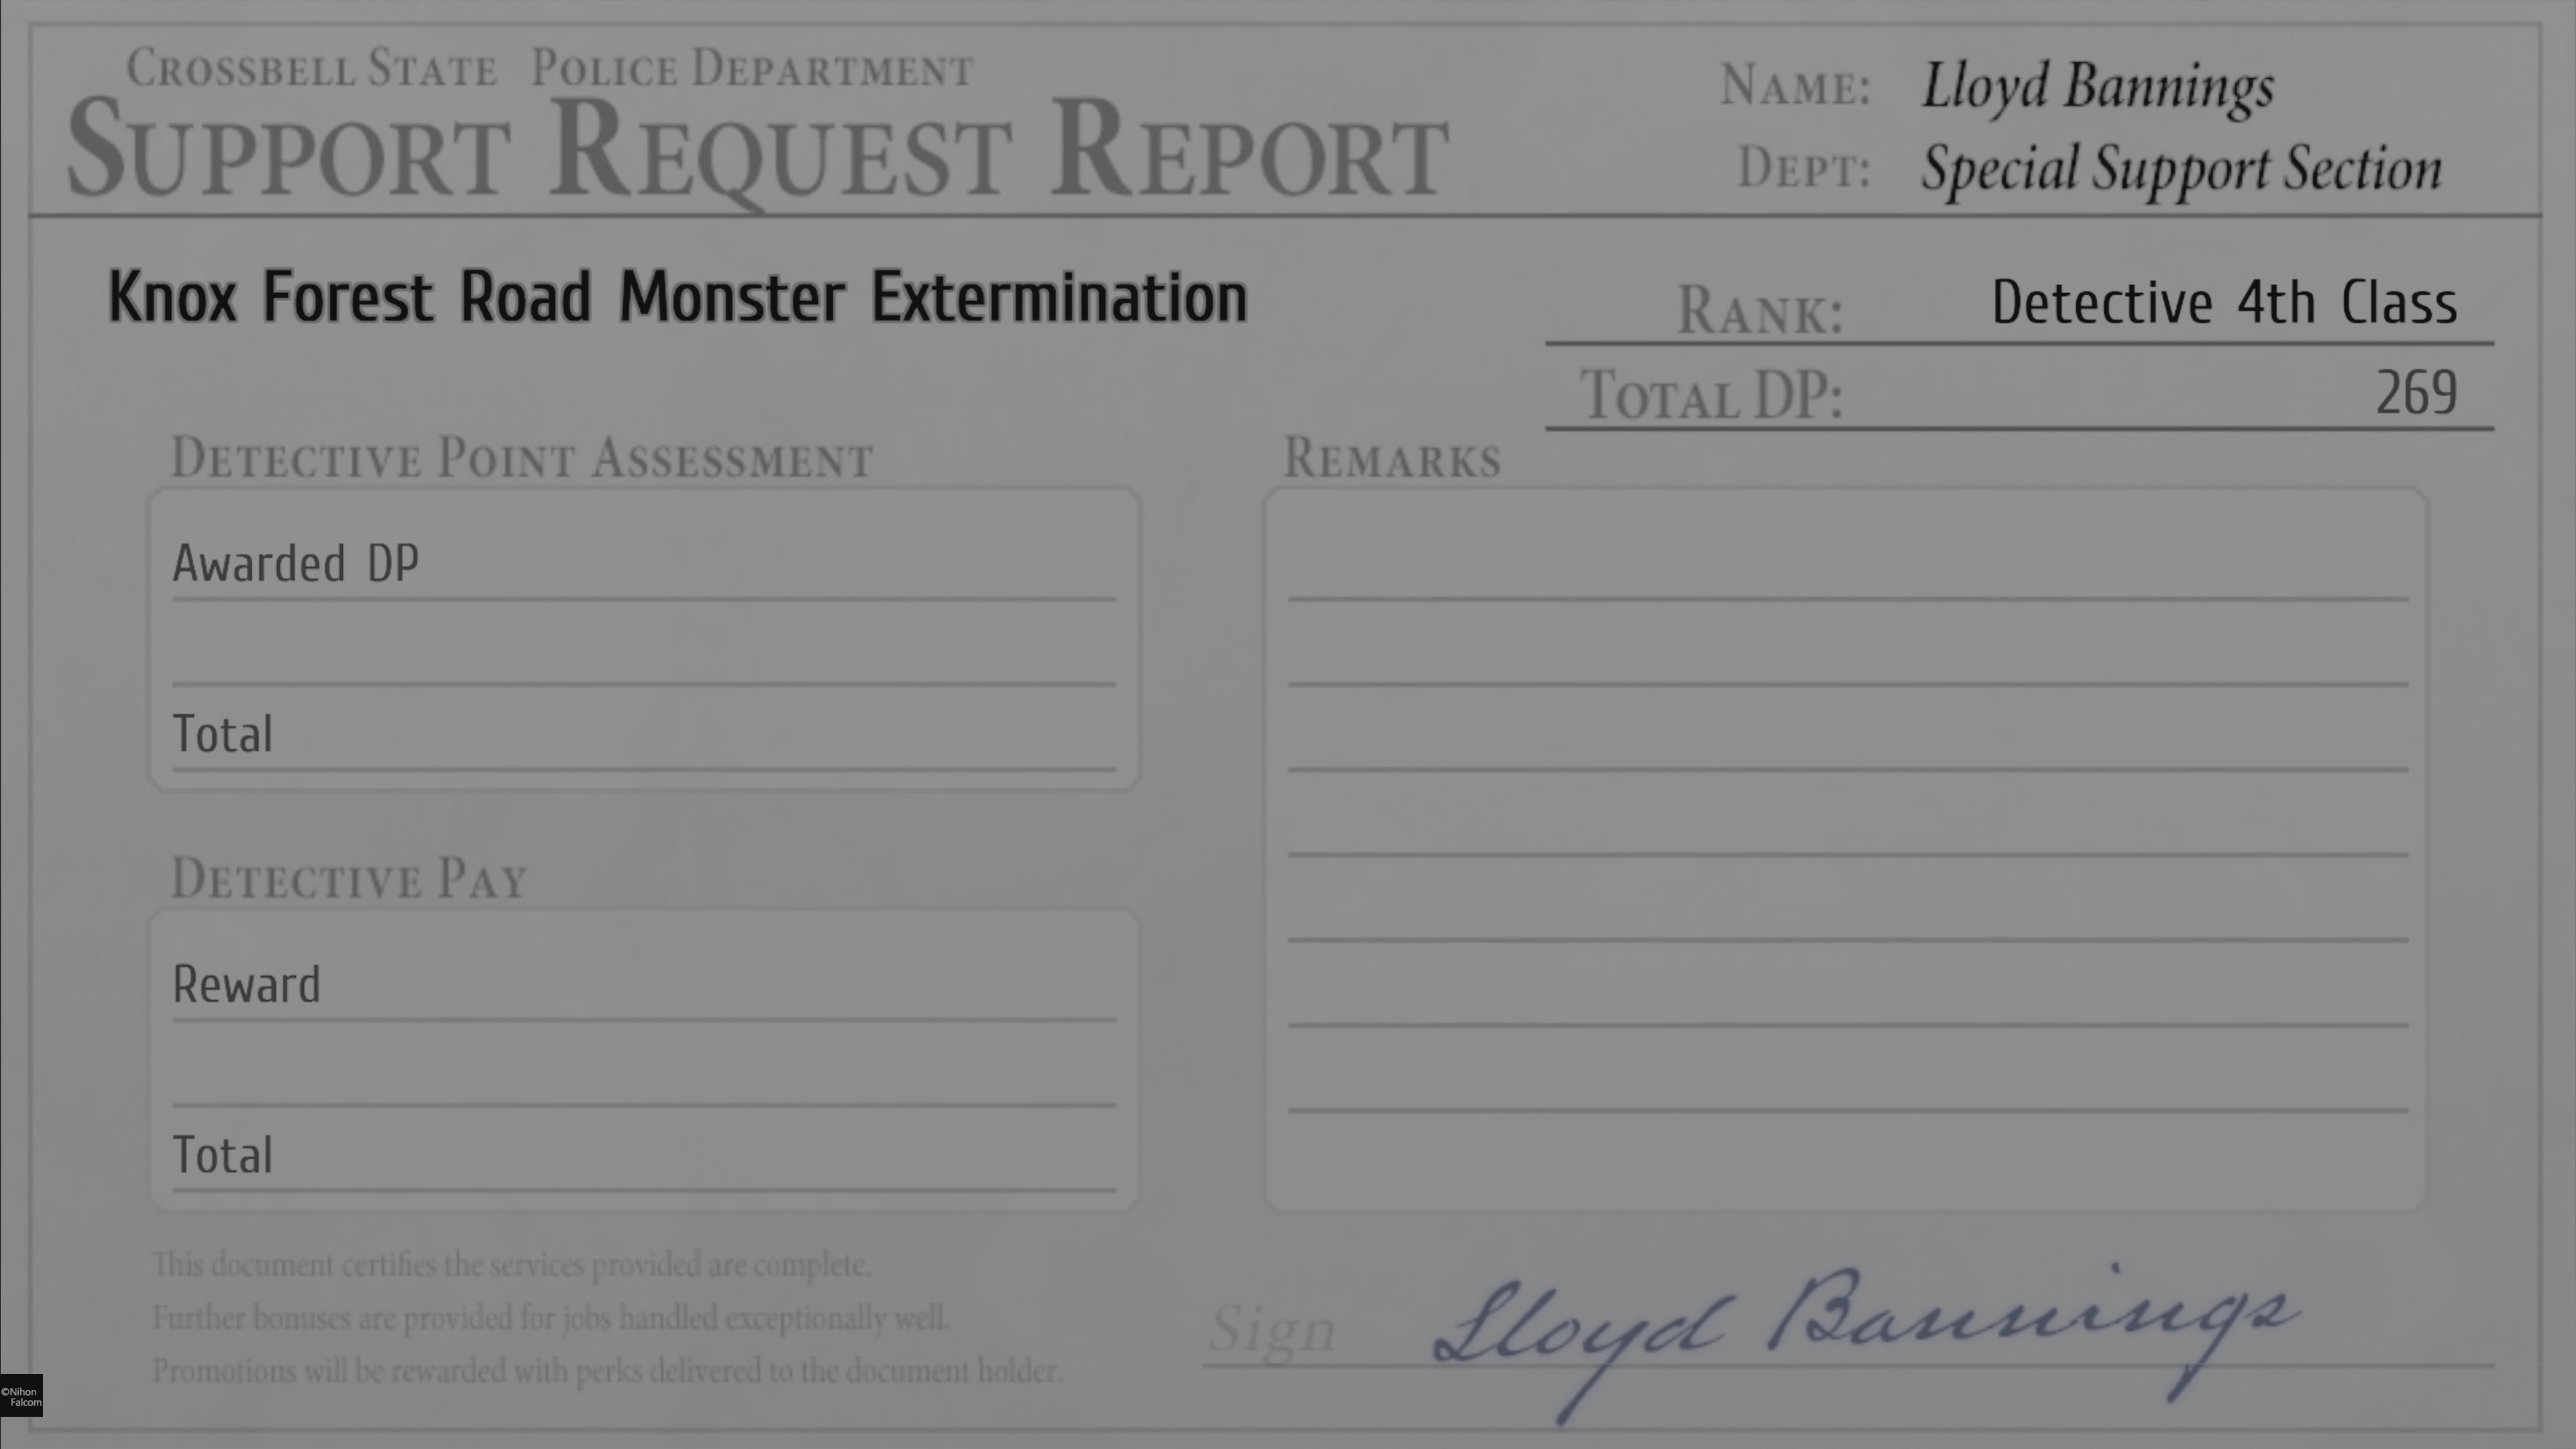 Crossbell State Police Department
Support Request Report
Name: Lloyd Bannings
Dept: Special Support Section
Knox Forest Road Monster Extermination
Rank: Detective 4th Class
Total DP: 269
Detective Point Assessment
Awarded DP
Total
Detective Pay
Reward
Total
Remarks
This document certifies the services provided are complete.
Further bonuses are provided for jobs handled exceptionally well.
Promotions will be rewarded with perks delivered to the document holder.
Sign Lloyd Bannings
©Nihon
Falcom